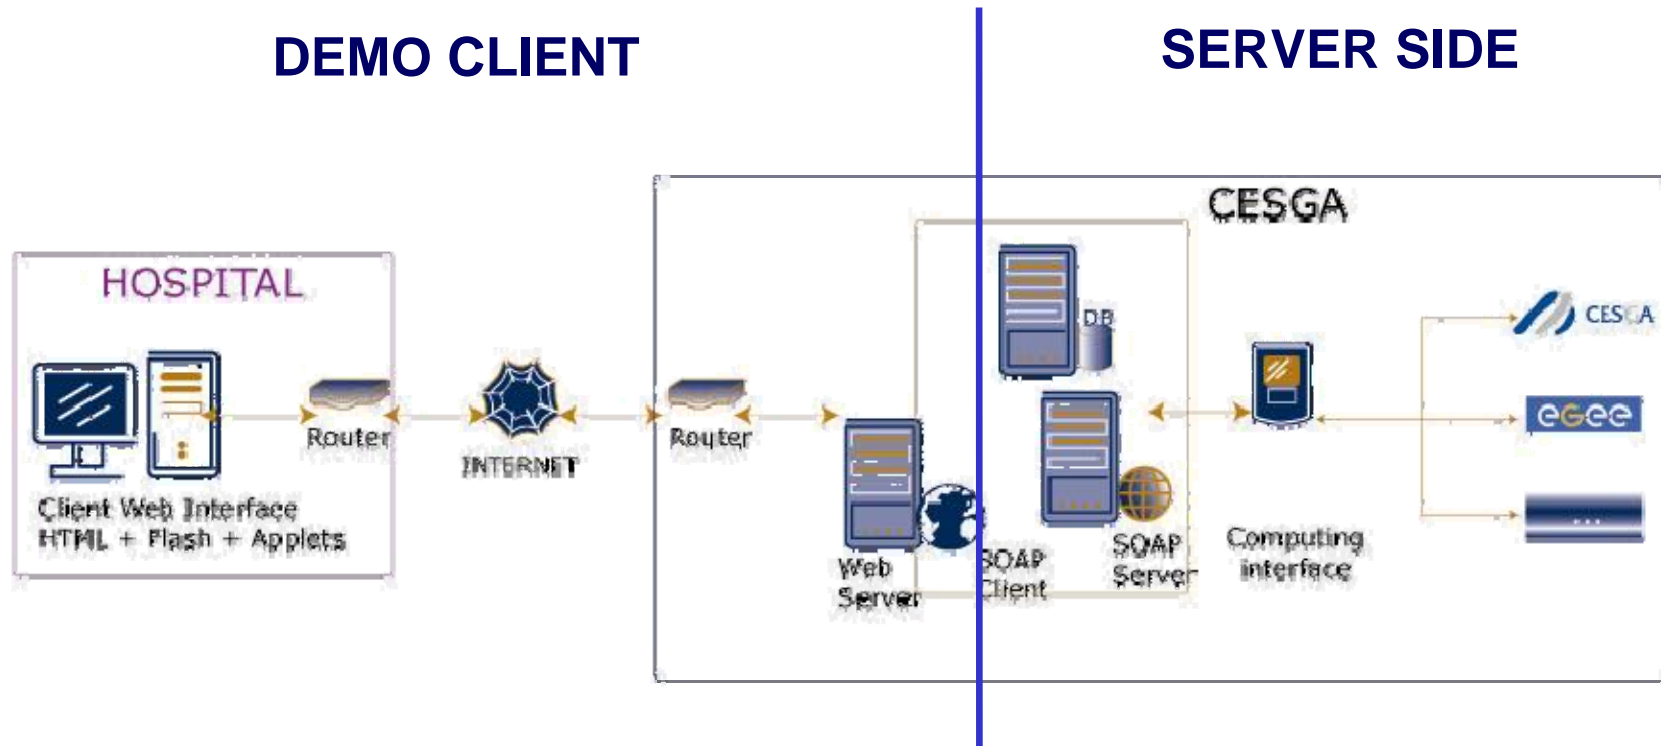 DEMO CLIENT
SERVER SIDE
CESGA
HOSPITAL
DB
CESGA
egee
Router
Router
INTERNET
Client Web Interface
HTML + Flash + Applets
Web
Server
SOAP
Client
SOAP
Server
Computing
interface